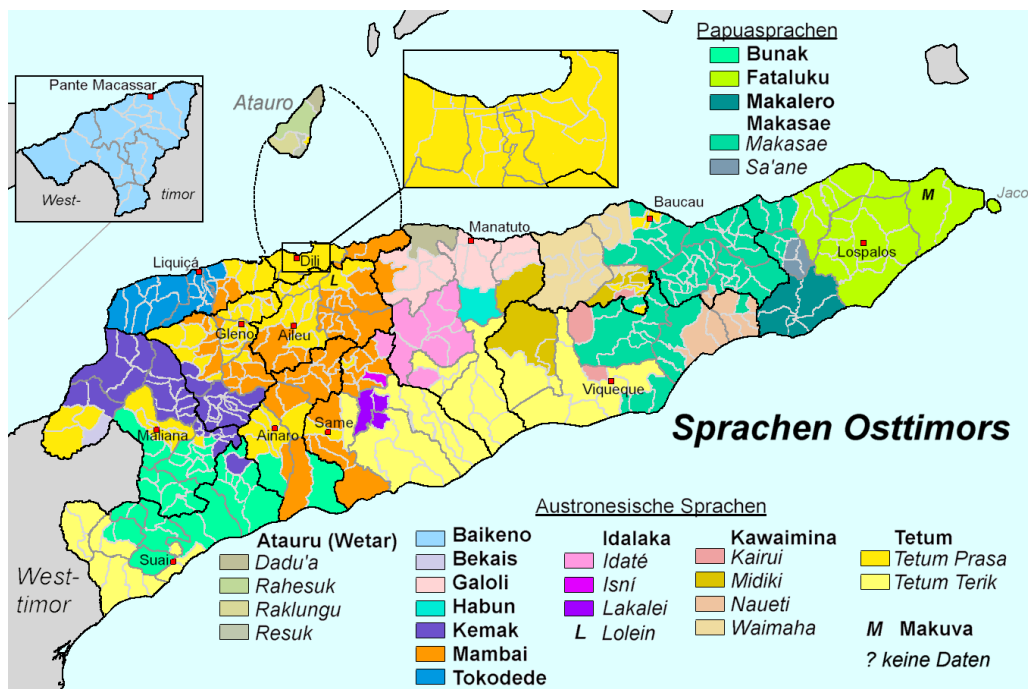 Papuasprachen
Bunak
Fataluku
Makalero
Makasae
Makasae
Sa'ane
Pante Macassar
West-
timor
Atauro
Manatuto
Baucau
M
Jaco
Lospalos
Liquiçá
Dili
L
Gleno
Aileu
Viqueque
Maliana
Ainaro
Same
Suai
West-
timor
Sprachen Osttimors
Austronesische Sprachen
Atauru (Wetar)
Dadu'a
Rahesuk
Raklungu
Resuk
Baikeno
Bekais
Galoli
Habun
Kemak
Mambai
Tokodede
Idalaka
Idaté
Isní
Lakalei
L Lolein
Kawaimina
Kairui
Midiki
Naueti
Waimaha
Tetum
Tetum Prasa
Tetum Terik
M Makuva
? keine Daten